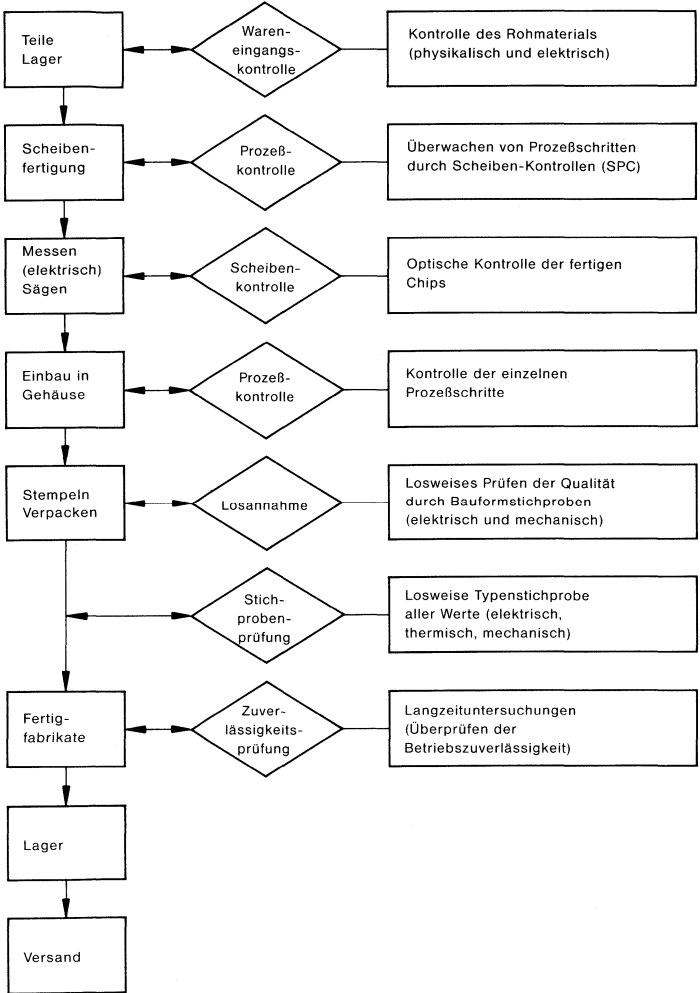 Teile
Lager
Waren-
eingangs-
kontrolle
Kontrolle des Rohmaterials
(physikalisch und elektrisch)
Scheiben-
fertigung
Prozeß-
kontrolle
Überwachen von Prozeßschritten
durch Scheiben-Kontrollen (SPC)
Messen
(elektrisch)
Sägen
Scheiben-
kontrolle
Optische Kontrolle der fertigen
Chips
Einbau in
Gehäuse
Prozeß-
kontrolle
Kontrolle der einzelnen
Prozeßschritte
Stempeln
Verpacken
Losannahme
Losweises Prüfen der Qualität
durch Bauformstichproben
(elektrisch und mechanisch)
Stich-
proben-
prüfung
Losweise Typenstichprobe
aller Werte (elektrisch,
thermisch, mechanisch)
Fertig-
fabrikate
Zuver-
lässigkeits-
prüfung
Langzeituntersuchungen
(Überprüfen der
Betriebszuverlässigkeit)
Lager
Versand